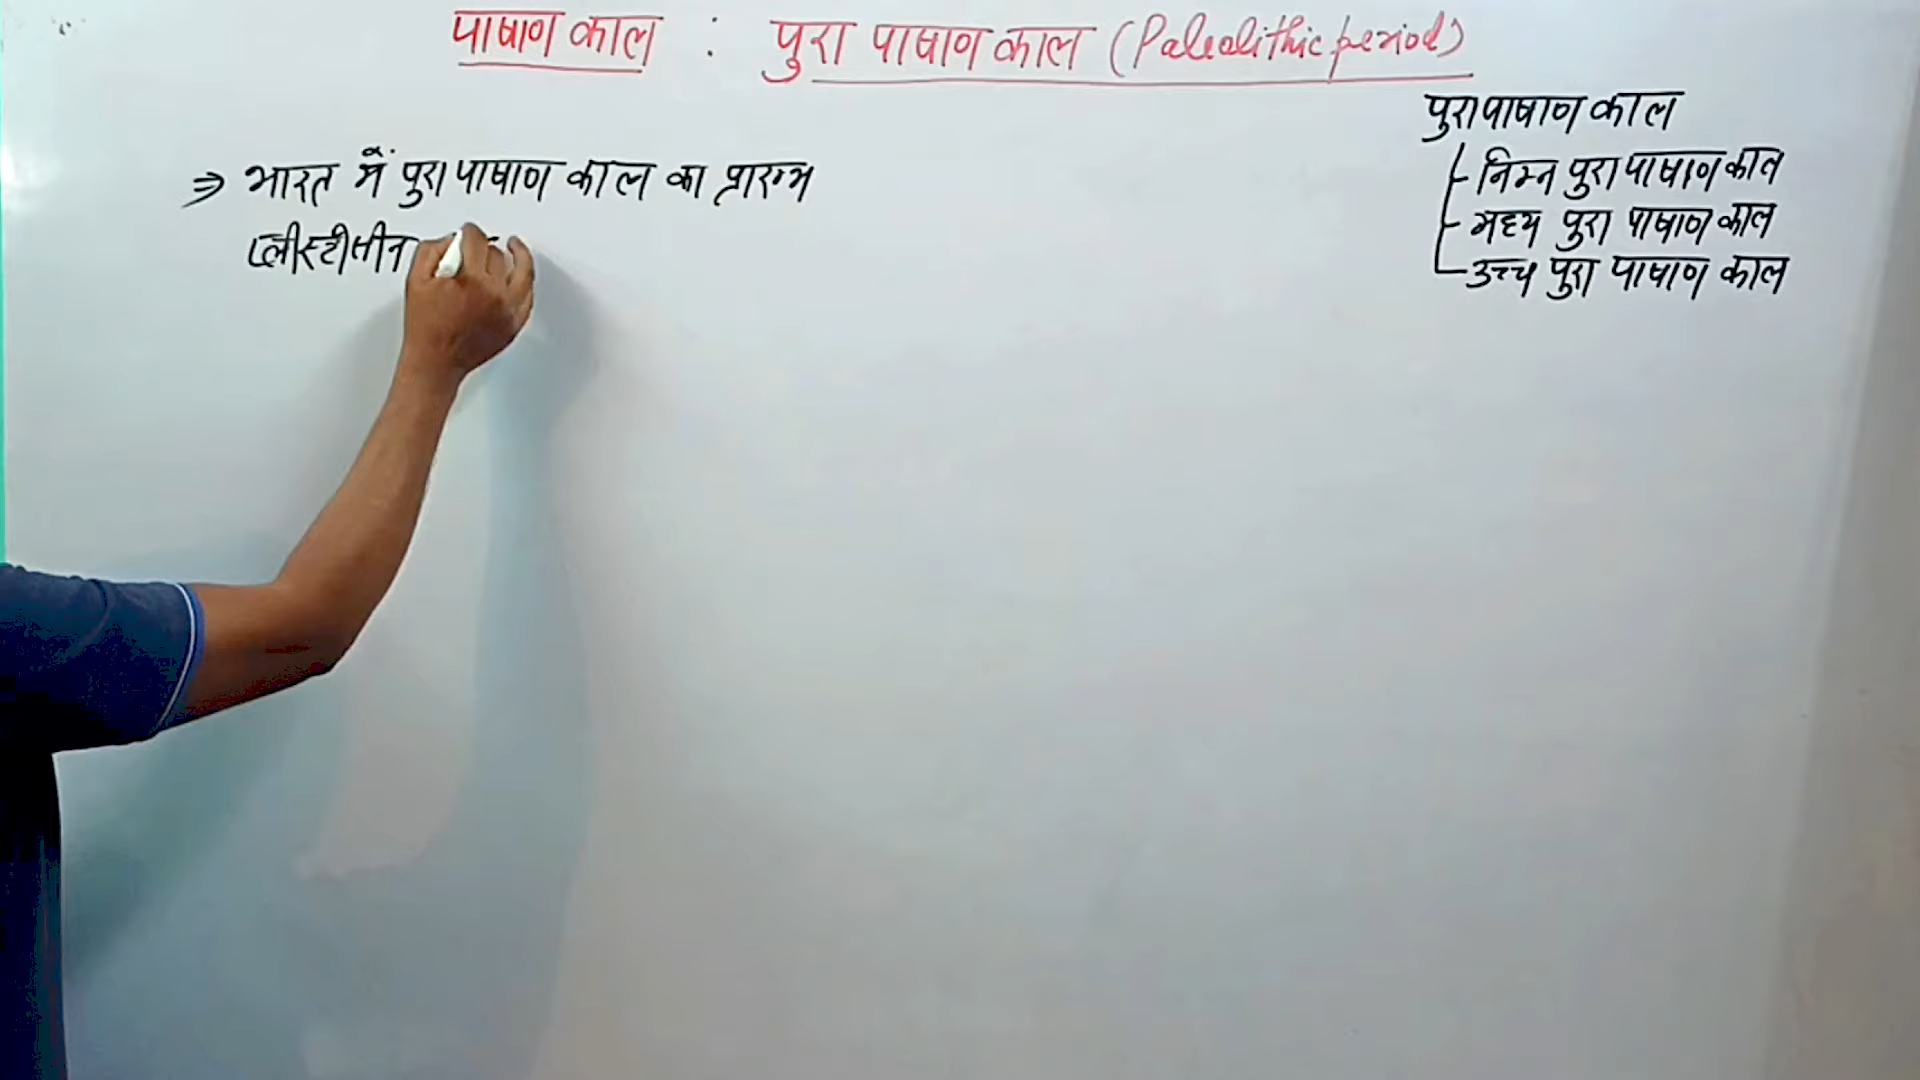 पाषाण काल : पुरा पाषाण काल (Paleolithic period)
पुरापाषाण काल
निम्न पुरा पाषाण काल
मध्य पुरा पाषाण काल
उच्च पुरा पाषाण काल
⇒ भारत में पुरा पाषाण काल का प्रारम्भ
प्लीस्टीसीन